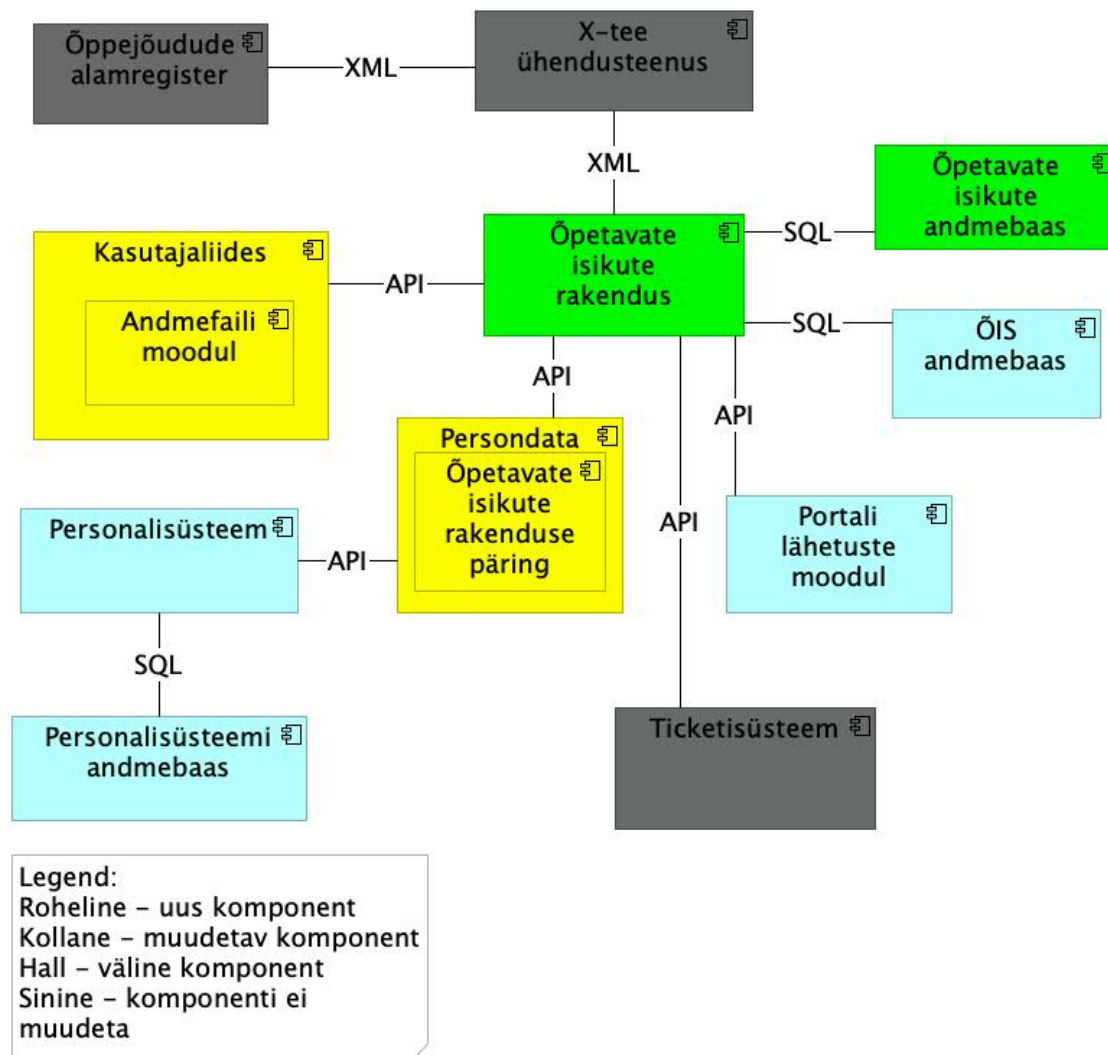 Õppejõudude
alamregister
XML
X-tee
ühendusteenus
XML
Õpetavate
isikute
andmebaas
SQL
Õpetavate
isikute
rakendus
Kasutajaliides
API
Andmefaili
moodul
SQL
ÕIS
andmebaas
API
API
Persondata
Õpetavate
isikute
rakenduse
päring
Personalisüsteem
API
API
Portali
lähetuste
moodul
SQL
Personalisüsteemi
andmebaas
Ticketisüsteem
Legend:
Roheline – uus komponent
Kollane – muudetav komponent
Hall – väline komponent
Sinine – komponenti ei
muudeta